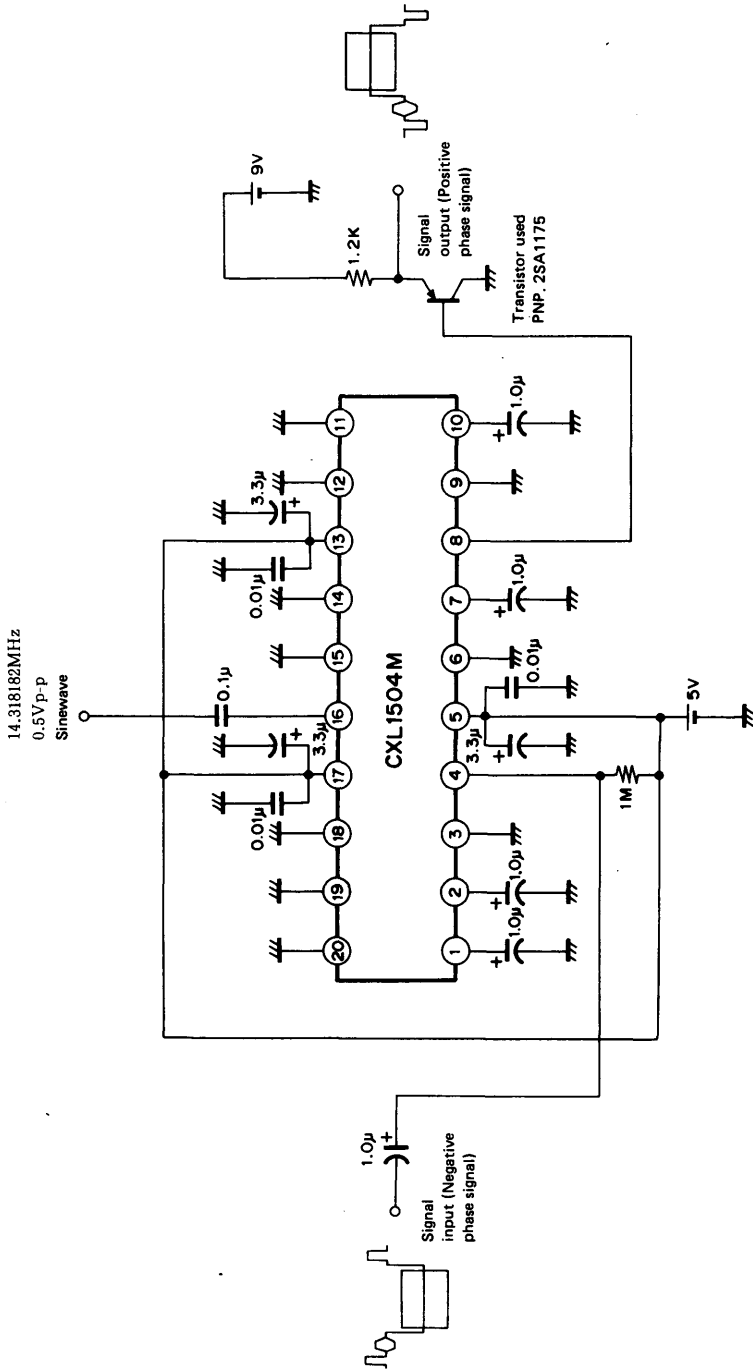 14.318182MHz
0.5Vp-p
Sinewave
0.1μ
9V
1.2K
Signal
output (Positive
phase signal)
Transistor used
PNP. 2SA1175
0.01μ
3.3μ
0.01μ
3.3μ
20
19
18
17
16
15
14
13
12
11
CXL1504M
1
2
3
4
5
6
7
8
9
10
1.0μ
+
1.0μ
+
3.3μ
+
0.01μ
1.0μ
+
1.0μ
+
+
+
1M
5V
1.0μ
+
Signal
input (Negative
phase signal)